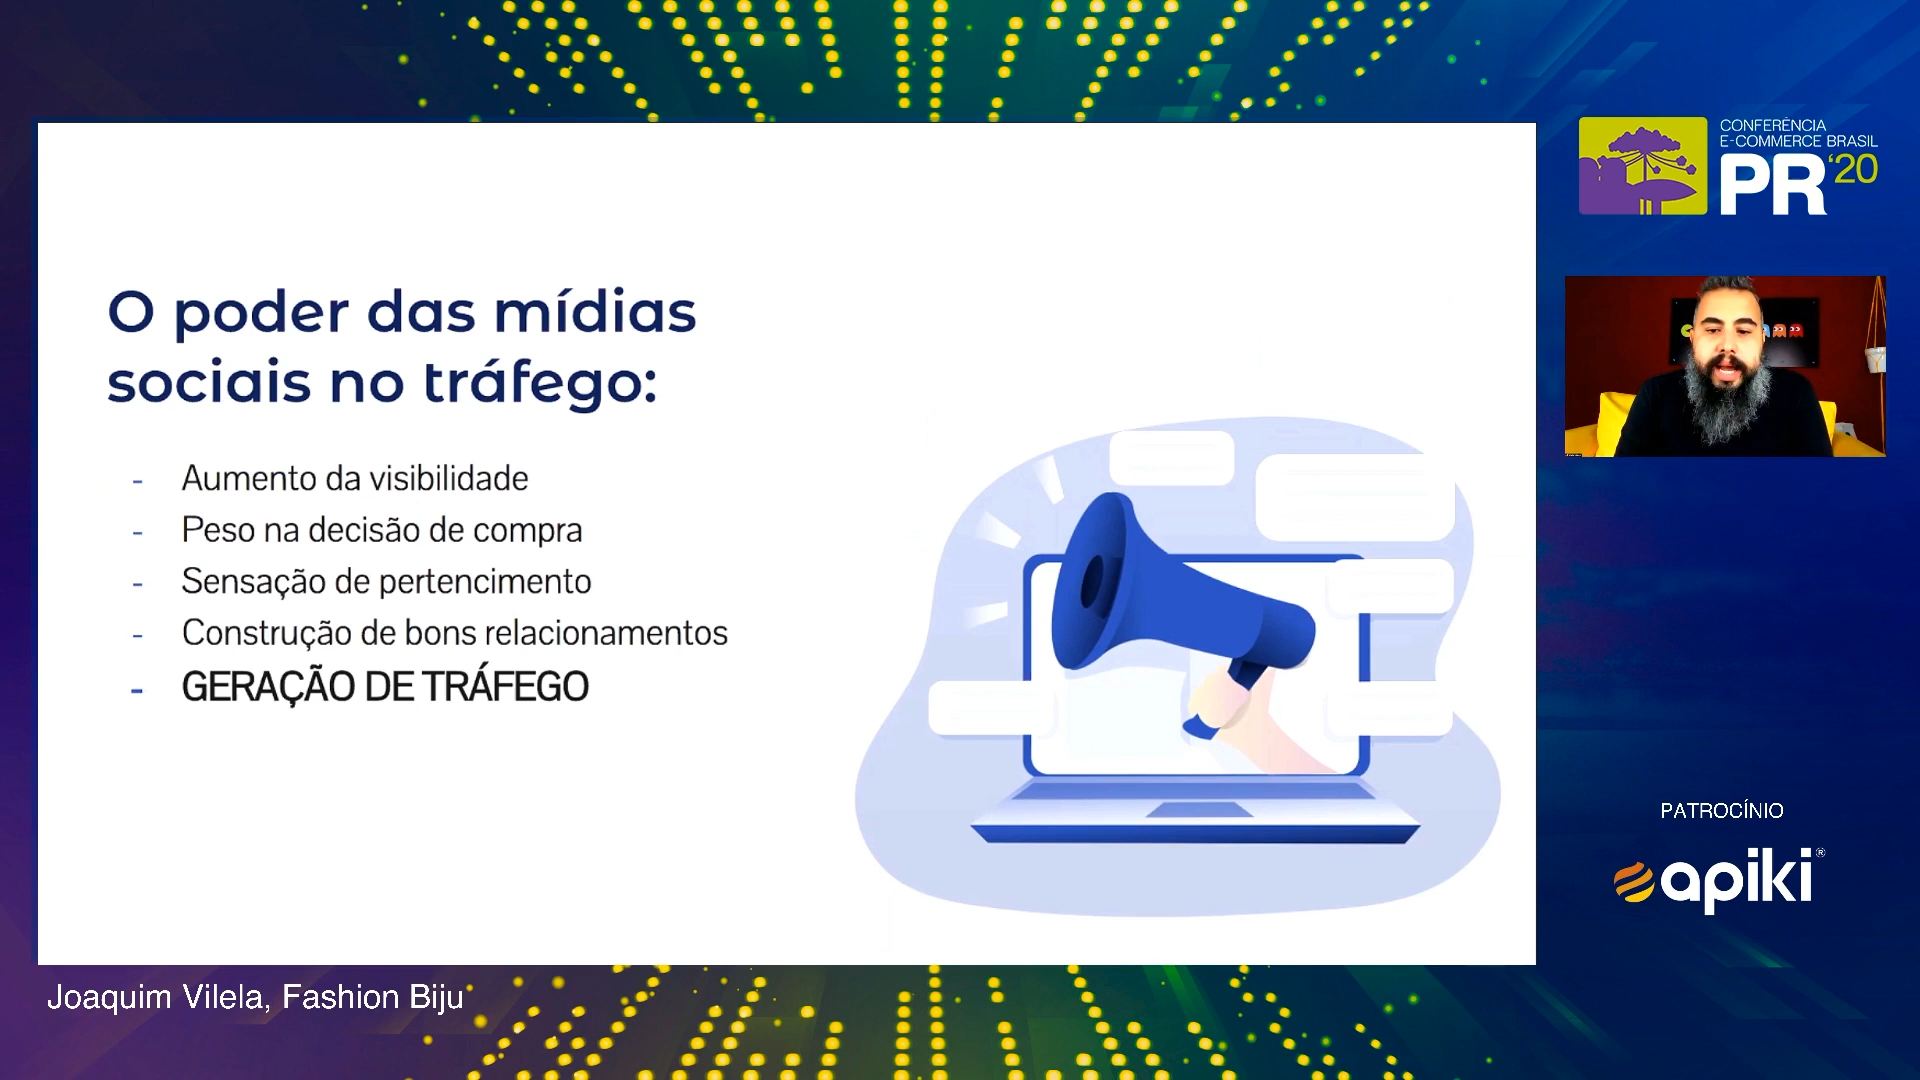 CONFERÊNCIA
E-COMMERCE BRASIL
PR '20
O poder das mídias
sociais no tráfego:
- Aumento da visibilidade
- Peso na decisão de compra
- Sensação de pertencimento
- Construção de bons relacionamentos
- GERAÇÃO DE TRÁFEGO
PATROCÍNIO
apiki®
Joaquim Vilela, Fashion Biju